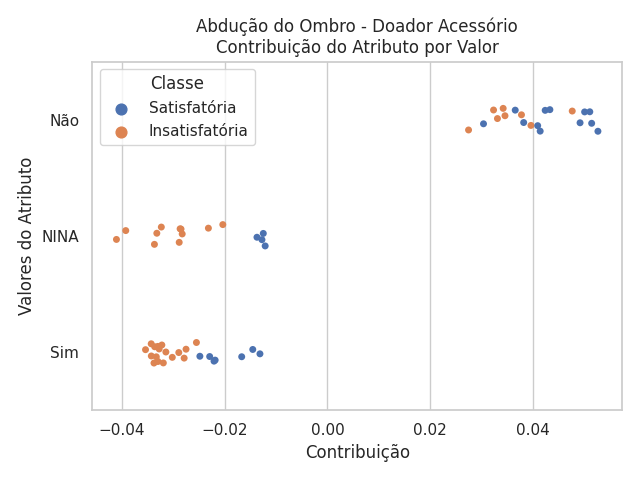 Abdução do Ombro - Doador Acessório
Contribuição do Atributo por Valor
Classe
Satisfatória
Insatisfatória
Valores do Atributo
Não
NINA
Sim
−0.04
−0.02
0.00
0.02
0.04
Contribuição